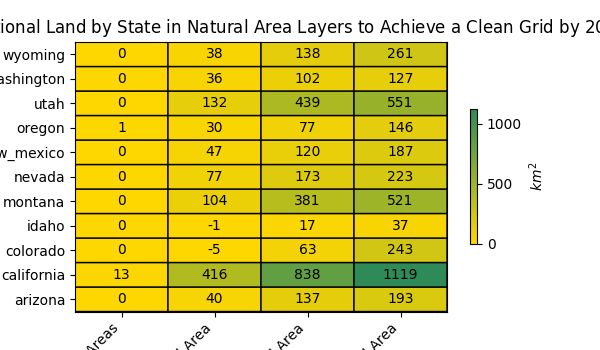 ional Land by State in Natural Area Layers to Achieve a Clean Grid by 20
wyoming 0 38 138 261
ashington 0 36 102 127
utah 0 132 439 551
oregon 1 30 77 146
w_mexico 0 47 120 187
nevada 0 77 173 223
montana 0 104 381 521
idaho 0 -1 17 37
colorado 0 -5 63 243
california 13 416 838 1119
arizona 0 40 137 193
Areas Area Area Area
1000
500
0
km²